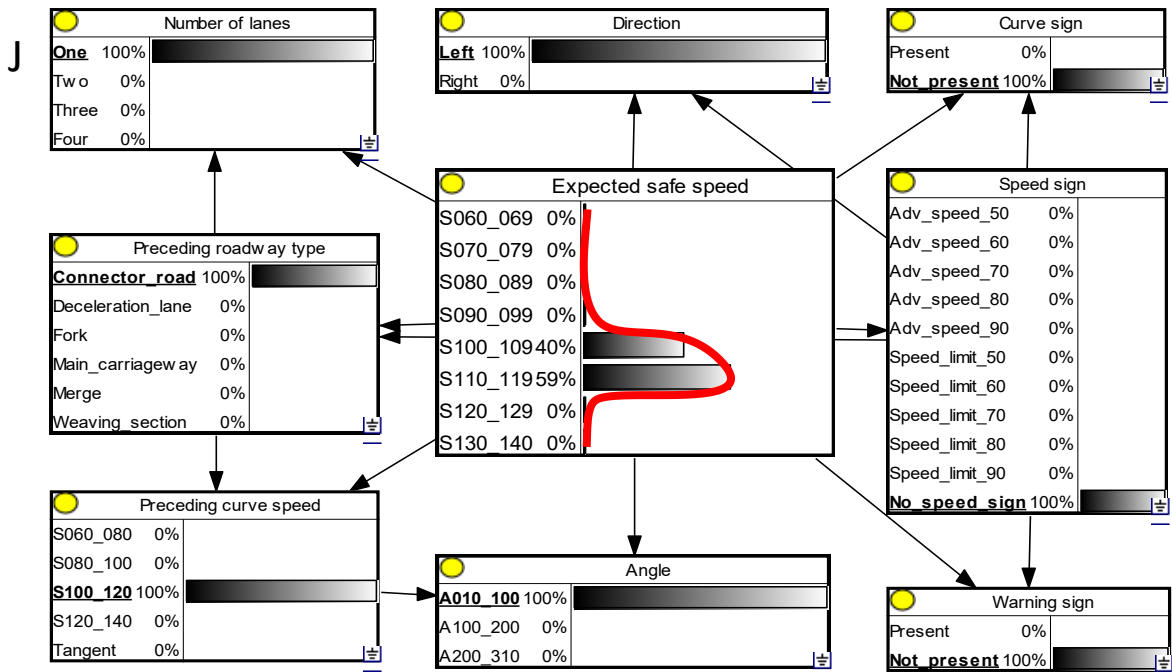 J
Number of lanes
One 100%
Two 0%
Three 0%
Four 0%
Direction
Left 100%
Right 0%
Curve sign
Present 0%
Not_present 100%
Preceding roadway type
Connector_road 100%
Deceleration_lane 0%
Fork 0%
Main_carriageway 0%
Merge 0%
Weaving_section 0%
Expected safe speed
S060_069 0%
S070_079 0%
S080_089 0%
S090_099 0%
S100_109 40%
S110_119 59%
S120_129 0%
S130_140 0%
Speed sign
Adv_speed_50 0%
Adv_speed_60 0%
Adv_speed_70 0%
Adv_speed_80 0%
Adv_speed_90 0%
Speed_limit_50 0%
Speed_limit_60 0%
Speed_limit_70 0%
Speed_limit_80 0%
Speed_limit_90 0%
No_speed_sign 100%
Preceding curve speed
S060_080 0%
S080_100 0%
S100_120 100%
S120_140 0%
Tangent 0%
Angle
A010_100 100%
A100_200 0%
A200_310 0%
Warning sign
Present 0%
Not_present 100%